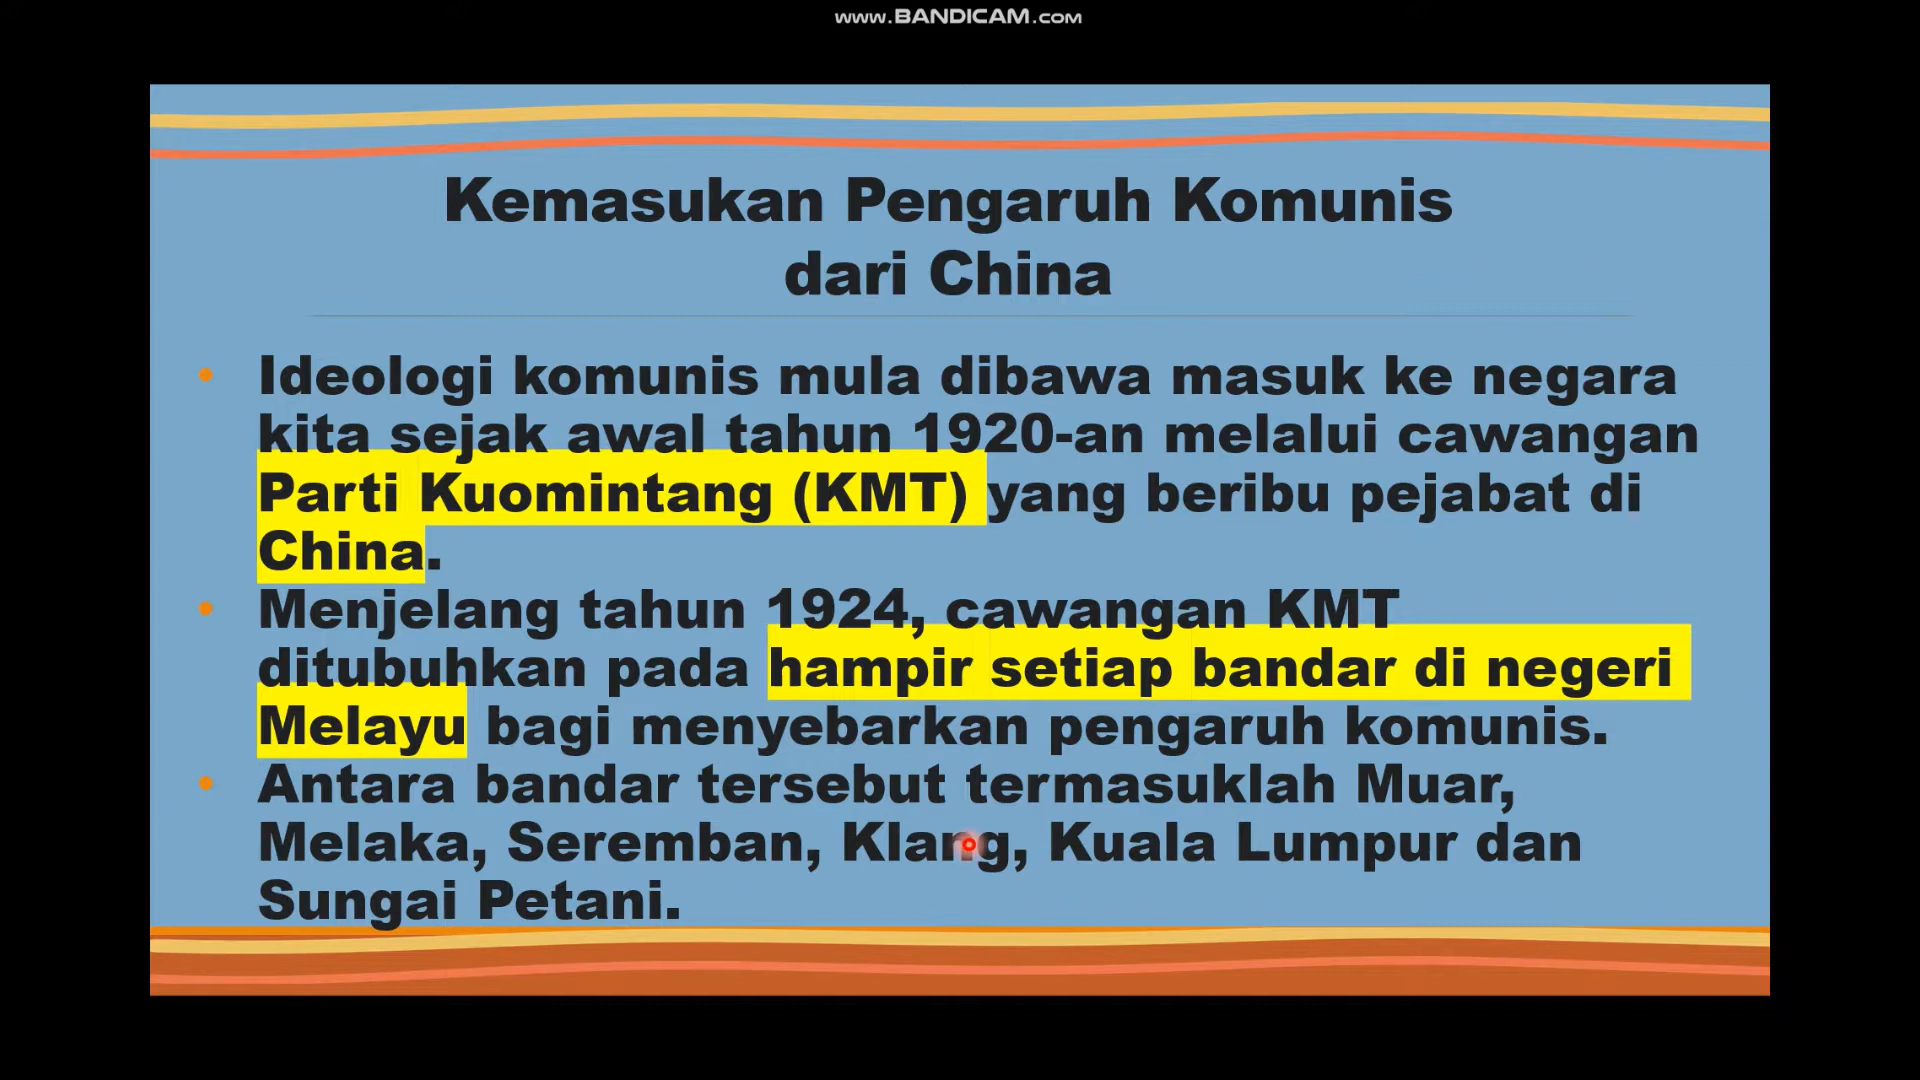 www.BANDICAM.com
Kemasukan Pengaruh Komunis
dari China
• Ideologi komunis mula dibawa masuk ke negara
kita sejak awal tahun 1920-an melalui cawangan
Parti Kuomintang (KMT) yang beribu pejabat di
China.
• Menjelang tahun 1924, cawangan KMT
ditubuhkan pada hampir setiap bandar di negeri
Melayu bagi menyebarkan pengaruh komunis.
• Antara bandar tersebut termasuklah Muar,
Melaka, Seremban, Klang, Kuala Lumpur dan
Sungai Petani.